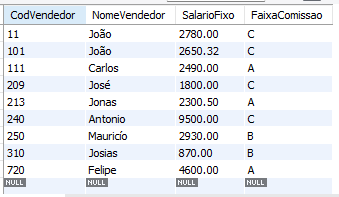 CodVendedor NomeVendedor SalarioFixo FaixaComissao
11 João 2780.00 C
101 João 2650.32 C
111 Carlos 2490.00 A
209 José 1800.00 C
213 Jonas 2300.50 A
240 Antonio 9500.00 C
250 Maurício 2930.00 B
310 Josias 870.00 B
720 Felipe 4600.00 A
NULL NULL NULL NULL